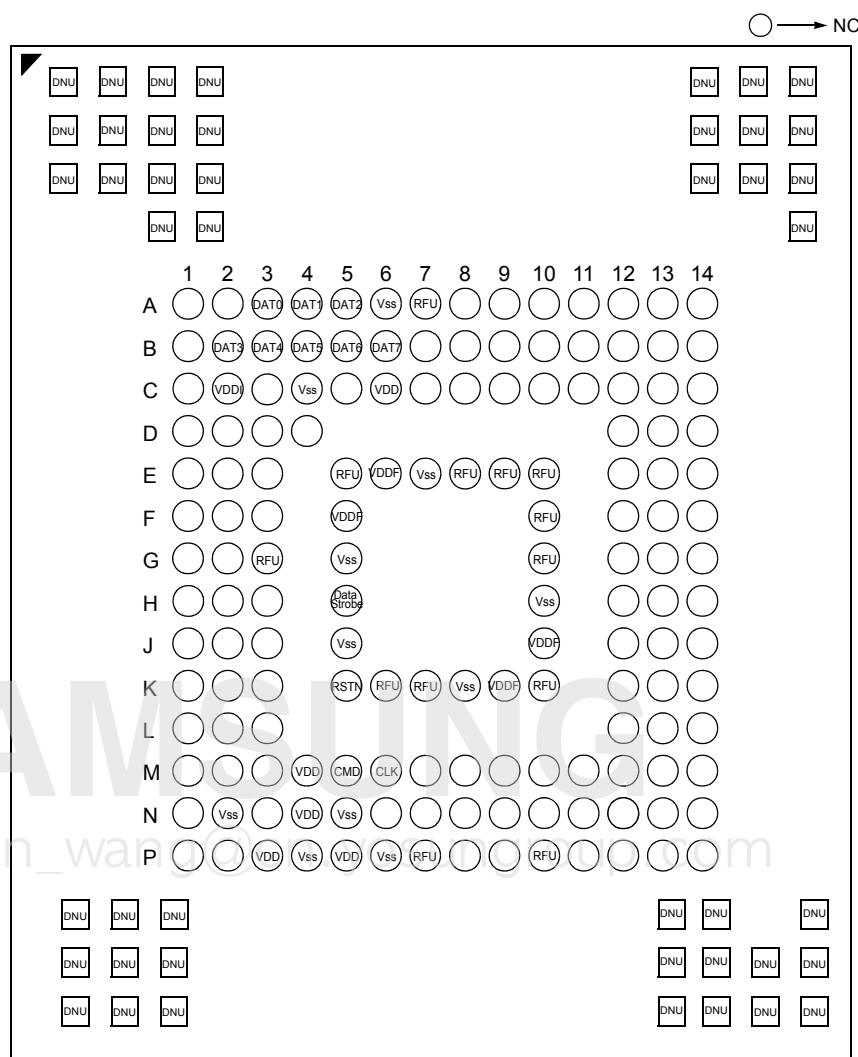 NC
DNU DNU DNU DNU DNU DNU DNU
DNU DNU DNU DNU DNU DNU DNU
DNU DNU DNU DNU DNU DNU DNU
DNU DNU DNU
1 2 3 4 5 6 7 8 9 10 11 12 13 14
A DAT0 DAT1 DAT2 Vss RFU
B DAT3 DAT4 DAT5 DAT6 DAT7
C VDDI Vss VDD
D
E RFU VDDF Vss RFU RFU RFU
F VDDF RFU
G RFU Vss RFU
H Data Strobe Vss
J Vss VDDF
K RSTN RFU RFU Vss VDDF RFU
L
AMSUNG
M VDD CMD CLK
N Vss VDD Vss
n_wang@cn.yosungroup.com
P VDD Vss VDD Vss RFU RFU
DNU DNU DNU DNU DNU DNU
DNU DNU DNU DNU DNU DNU DNU
DNU DNU DNU DNU DNU DNU DNU